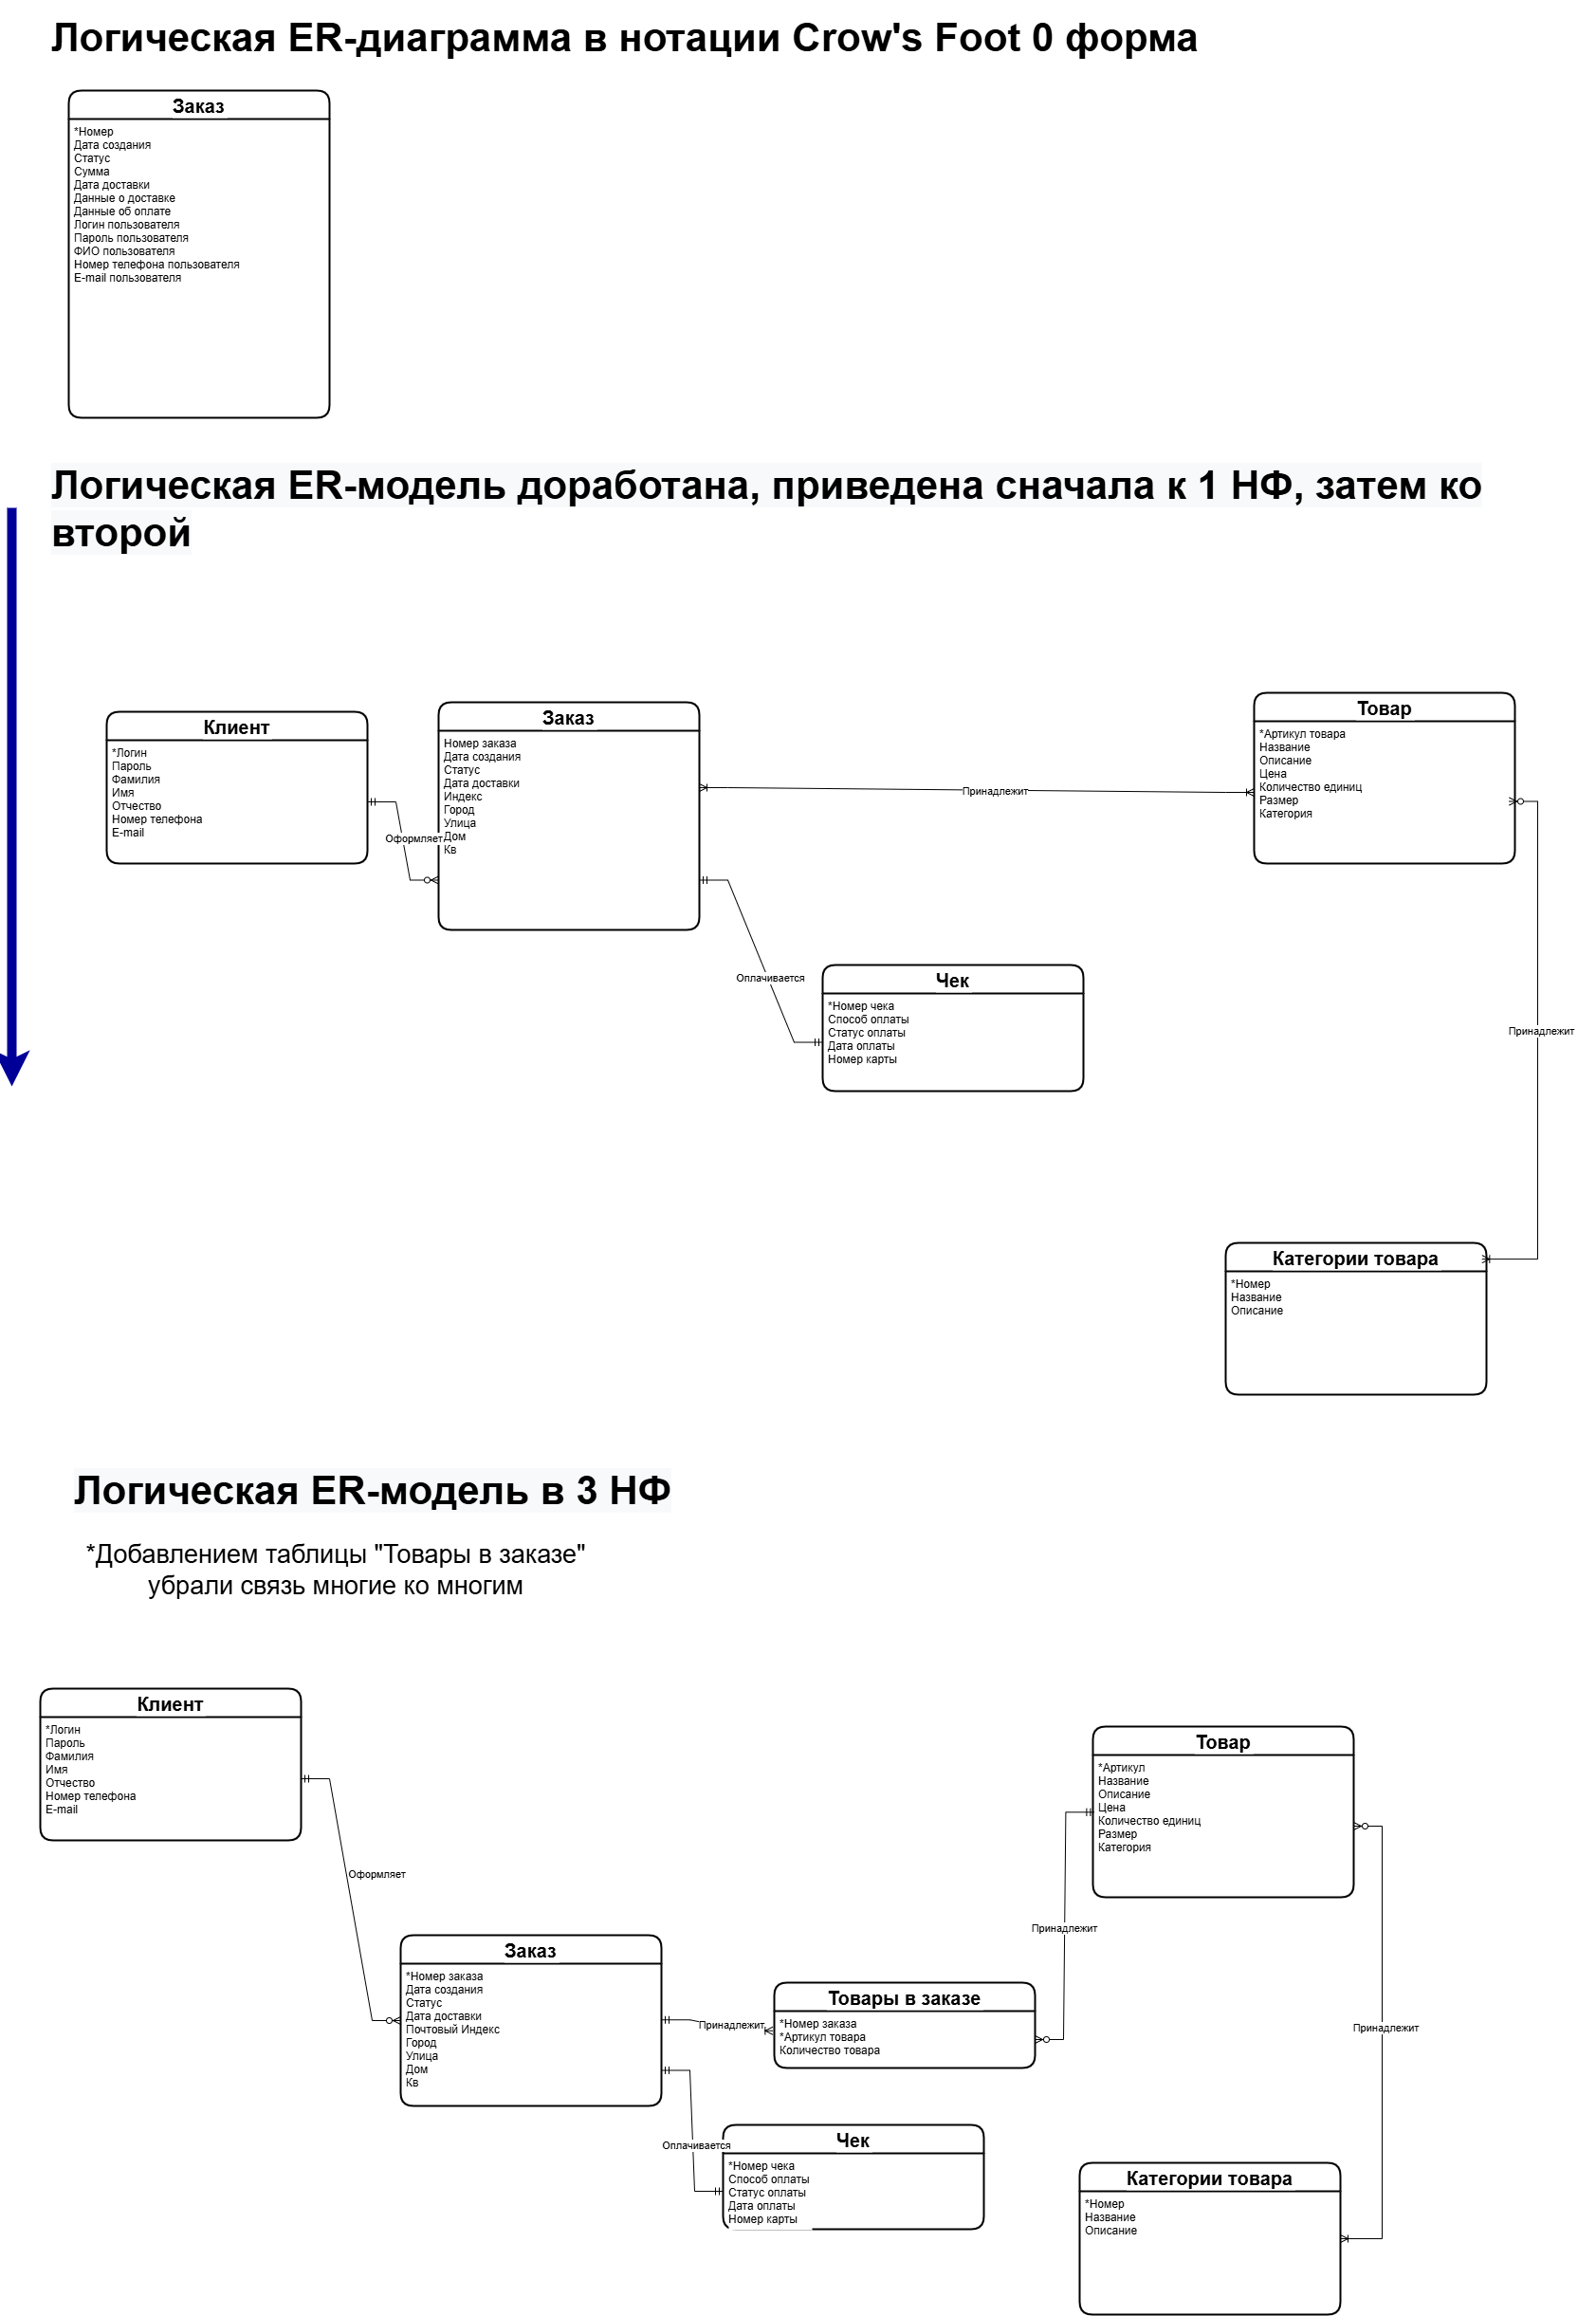 Логическая ER-диаграмма в нотации Crow's Foot 0 форма
Заказ
*Номер
Дата создания
Статус
Сумма
Дата доставки
Данные о доставке
Данные об оплате
Логин пользователя
Пароль пользователя
ФИО пользователя
Номер телефона пользователя
E-mail пользователя
Логическая ER-модель доработана, приведена сначала к 1 НФ, затем ко
второй
Клиент
*Логин
Пароль
Фамилия
Имя
Отчество
Номер телефона
E-mail
Оформляет
Заказ
Номер заказа
Дата создания
Статус
Дата доставки
Индекс
Город
Улица
Дом
Кв
Принадлежит
Товар
*Артикул товара
Название
Описание
Цена
Количество единиц
Размер
Категория
Оплачивается
Чек
*Номер чека
Способ оплаты
Статус оплаты
Дата оплаты
Номер карты
Принадлежит
Категории товара
*Номер
Название
Описание
Логическая ER-модель в 3 НФ
*Добавлением таблицы "Товары в заказе"
убрали связь многие ко многим
Клиент
*Логин
Пароль
Фамилия
Имя
Отчество
Номер телефона
E-mail
Оформляет
Заказ
*Номер заказа
Дата создания
Статус
Дата доставки
Почтовый Индекс
Город
Улица
Дом
Кв
Принадлежит
Товары в заказе
*Номер заказа
*Артикул товара
Количество товара
Принадлежит
Товар
*Артикул
Название
Описание
Цена
Количество единиц
Размер
Категория
Принадлежит
Оплачивается
Чек
*Номер чека
Способ оплаты
Статус оплаты
Дата оплаты
Номер карты
Категории товара
*Номер
Название
Описание